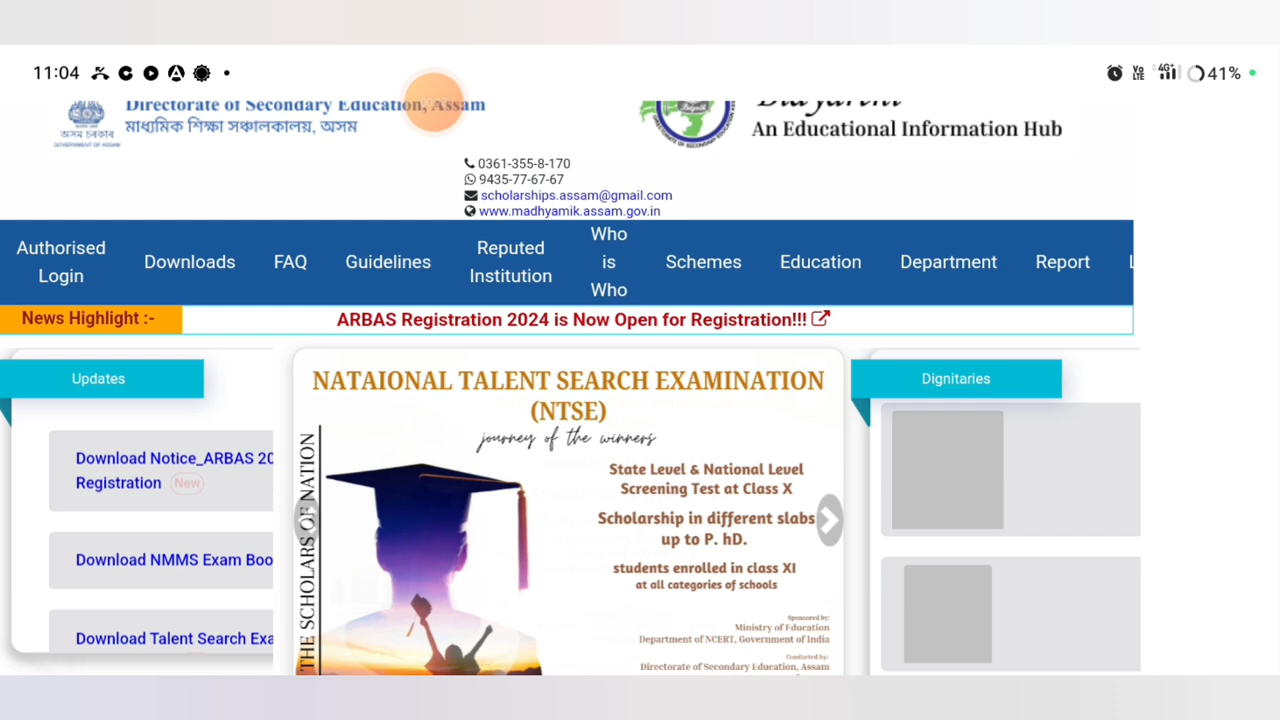 11:04
4G+
41%
Directorate of Secondary Education, Assam
মাধ্যমিক শিক্ষা সঞ্চালকালয়, অসম
অসম চৰকাৰ
GOVERNMENT OF ASSAM
An Educational Information Hub
0361-355-8-170
9435-77-67-67
scholarships.assam@gmail.com
www.madhyamik.assam.gov.in
Authorised Login
Downloads
FAQ
Guidelines
Reputed Institution
Who is Who
Schemes
Education
Department
Report
News Highlight :-
ARBAS Registration 2024 is Now Open for Registration!!!
Updates
Download Notice_ARBAS 20
Registration New
Download NMMS Exam Boo
Download Talent Search Exa
NATAIONAL TALENT SEARCH EXAMINATION
(NTSE)
journey of the winners
THE SCHOLARS OF NATION
State Level & National Level
Screening Test at Class X
Scholarship in different slabs
up to P. hD.
students enrolled in class XI
at all categories of schools
Sponsored by:
Ministry of Education
Department of NCERT, Government of India
Conducted by:
Directorate of Secondary Education, Assam
Dignitaries